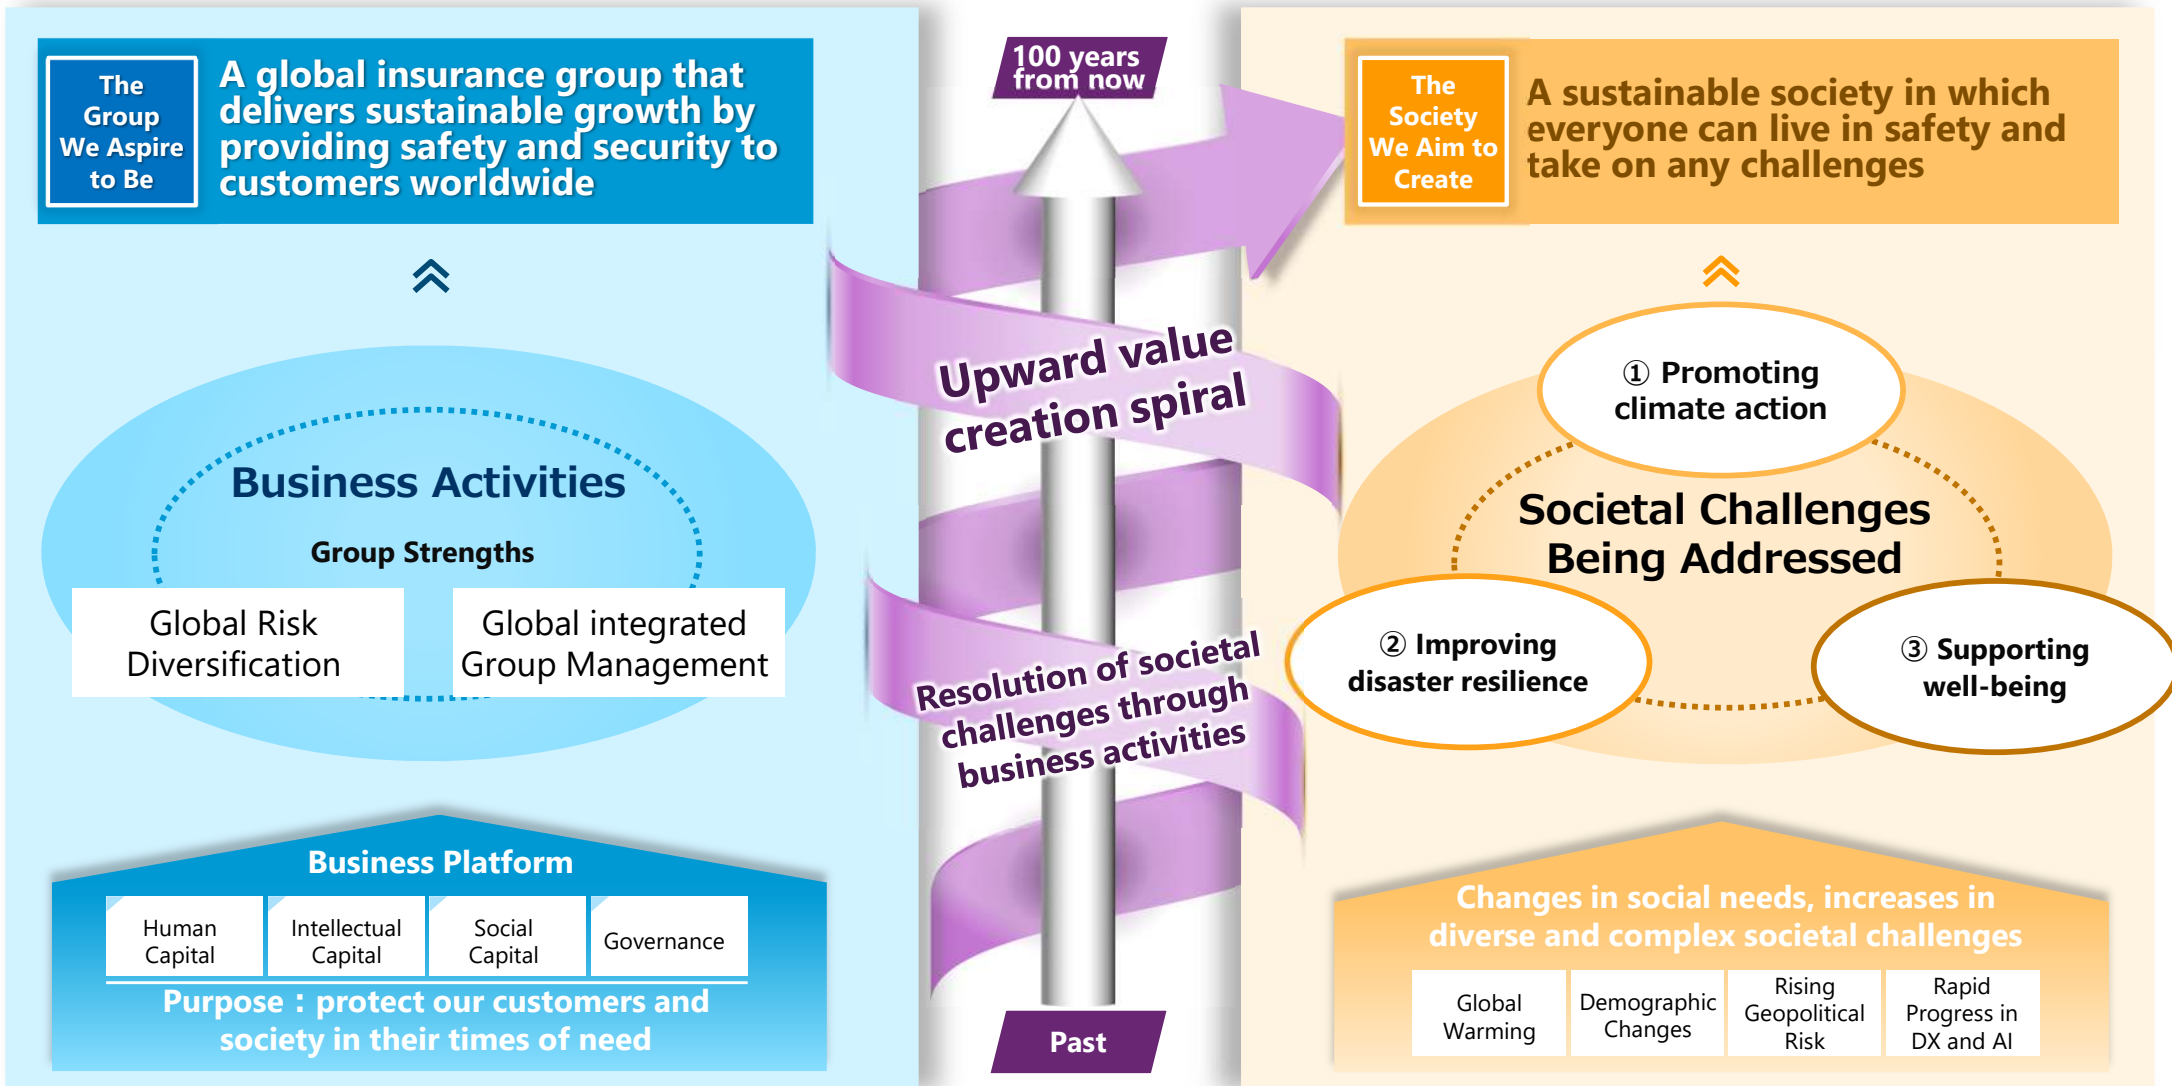 The
Group
We Aspire
to Be
A global insurance group that
delivers sustainable growth by
providing safety and security to
customers worldwide
Business Activities
Group Strengths
Global Risk
Diversification
Global integrated
Group Management
Business Platform
Human
Capital
Intellectual
Capital
Social
Capital
Governance
Purpose：protect our customers and
society in their times of need
100 years
from now
Upward value
creation spiral
Resolution of societal
challenges through
business activities
Past
The
Society
We Aim to
Create
A sustainable society in which
everyone can live in safety and
take on any challenges
① Promoting
climate action
Societal Challenges
Being Addressed
② Improving
disaster resilience
③ Supporting
well-being
Changes in social needs, increases in
diverse and complex societal challenges
Global
Warming
Demographic
Changes
Rising
Geopolitical
Risk
Rapid
Progress in
DX and AI